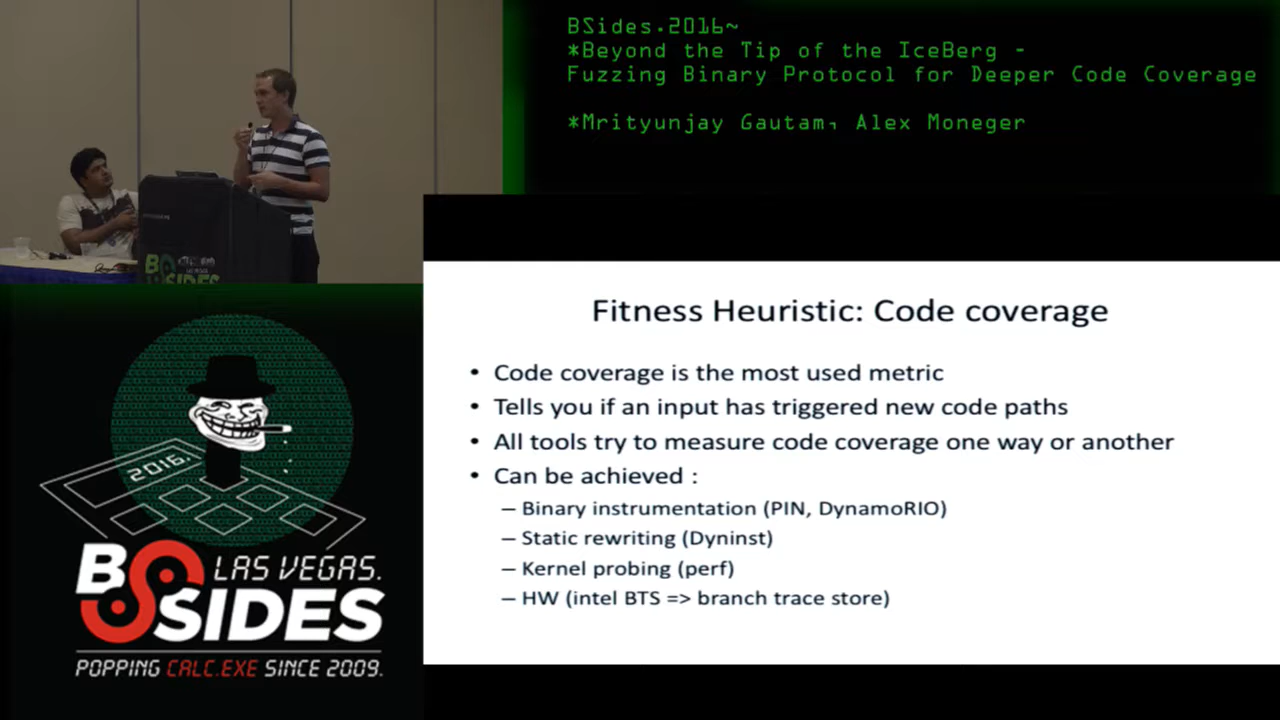 BSides.2016~
*Beyond the Tip of the IceBerg -
Fuzzing Binary Protocol for Deeper Code Coverage
*Mrityunjay Gautam, Alex Moneger
Fitness Heuristic: Code coverage
• Code coverage is the most used metric
• Tells you if an input has triggered new code paths
• All tools try to measure code coverage one way or another
• Can be achieved :
– Binary instrumentation (PIN, DynamoRIO)
– Static rewriting (Dyninst)
– Kernel probing (perf)
– HW (intel BTS => branch trace store)
2016.
BSIDES
LAS VEGAS.
POPPING CALC.EXE SINCE 2009.